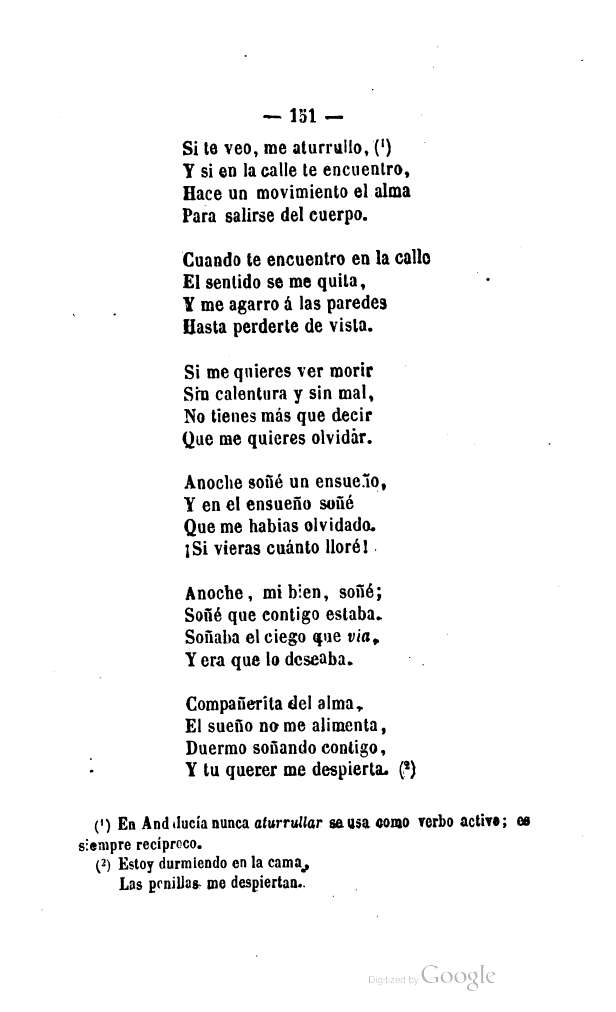 — 151 —
Si te veo, me aturrullo, (¹)
Y si en la calle te encuentro,
Hace un movimiento el alma
Para salirse del cuerpo.
Cuando te encuentro en la calle
El sentido se me quita,
Y me agarro á las paredes
Hasta perderte de vista.
Si me quieres ver morir
Sin calentura y sin mal,
No tienes más que decir
Que me quieres olvidar.
Anoche soñé un ensueño,
Y en el ensueño soñé
Que me habias olvidado.
¡Si vieras cuánto lloré!
Anoche, mi bien, soñé;
Soñé que contigo estaba.
Soñaba el ciego que via,
Y era que lo deseaba.
Compañerita del alma,
El sueño no me alimenta,
Duermo soñando contigo,
Y tu querer me despierta. (²)
(¹) En Andalucía nunca aturrullar se usa como verbo activo; es
siempre recíproco.
(²) Estoy durmiendo en la cama,
Las penillas me despiertan.
Digitized by Google